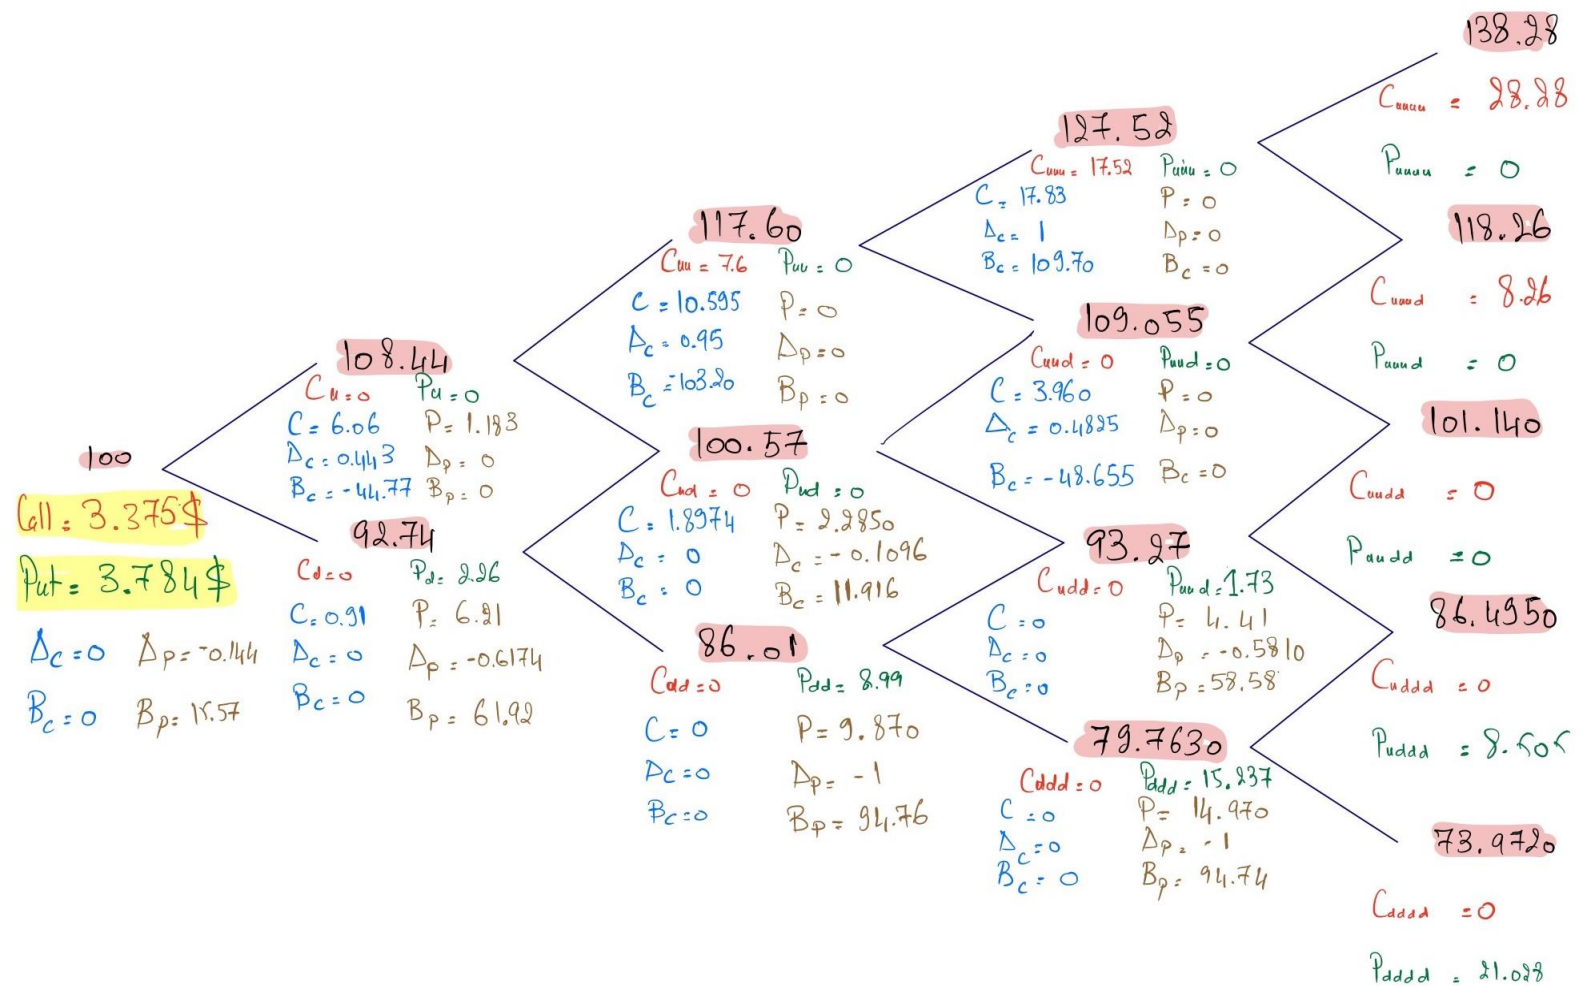 100
Call = 3.375$
Put = 3.784$
Δc = 0 Δp = -0.144
Bc = 0 Bp = 15.57
108.44
Cu = 0 Pu = 0
C = 6.06 P = 1.183
Δc = 0.443 Δp = 0
Bc = -44.77 Bp = 0
92.74
Cd = 0 Pd = 2.26
C = 0.91 P = 6.21
Δc = 0 Δp = -0.6174
Bc = 0 Bp = 61.92
117.60
Cuu = 7.6 Puu = 0
C = 10.595 P = 0
Δc = 0.95 Δp = 0
Bc = -103.20 Bp = 0
100.57
Cud = 0 Pud = 0
C = 1.8974 P = 2.2850
Δc = 0 Δc = -0.1096
Bc = 0 Bc = 11.916
86.01
Cdd = 0 Pdd = 8.99
C = 0 P = 9.870
Δc = 0 Δp = -1
Bc = 0 Bp = 94.76
127.52
Cuuu = 17.52 Puuu = 0
C = 17.83 P = 0
Δc = 1 Δp = 0
Bc = 109.70 Bc = 0
109.055
Cuud = 0 Puud = 0
C = 3.960 P = 0
Δc = 0.4825 Δp = 0
Bc = -48.655 Bc = 0
93.27
Cudd = 0 Puud = 1.73
C = 0 P = 4.41
Δc = 0 Δp = -0.5810
Bc = 0 Bp = 58.58
79.7630
Cddd = 0 Pddd = 15.237
C = 0 P = 14.970
Δc = 0 Δp = -1
Bc = 0 Bp = 94.74
138.28
Cuuuu = 28.28
Puuuu = 0
118.26
Cuuud = 8.26
Puuud = 0
101.140
Cuudd = 0
Puudd = 0
86.4950
Cuddd = 0
Puddd = 8.505
73.9720
Cdddd = 0
Pdddd = 21.028